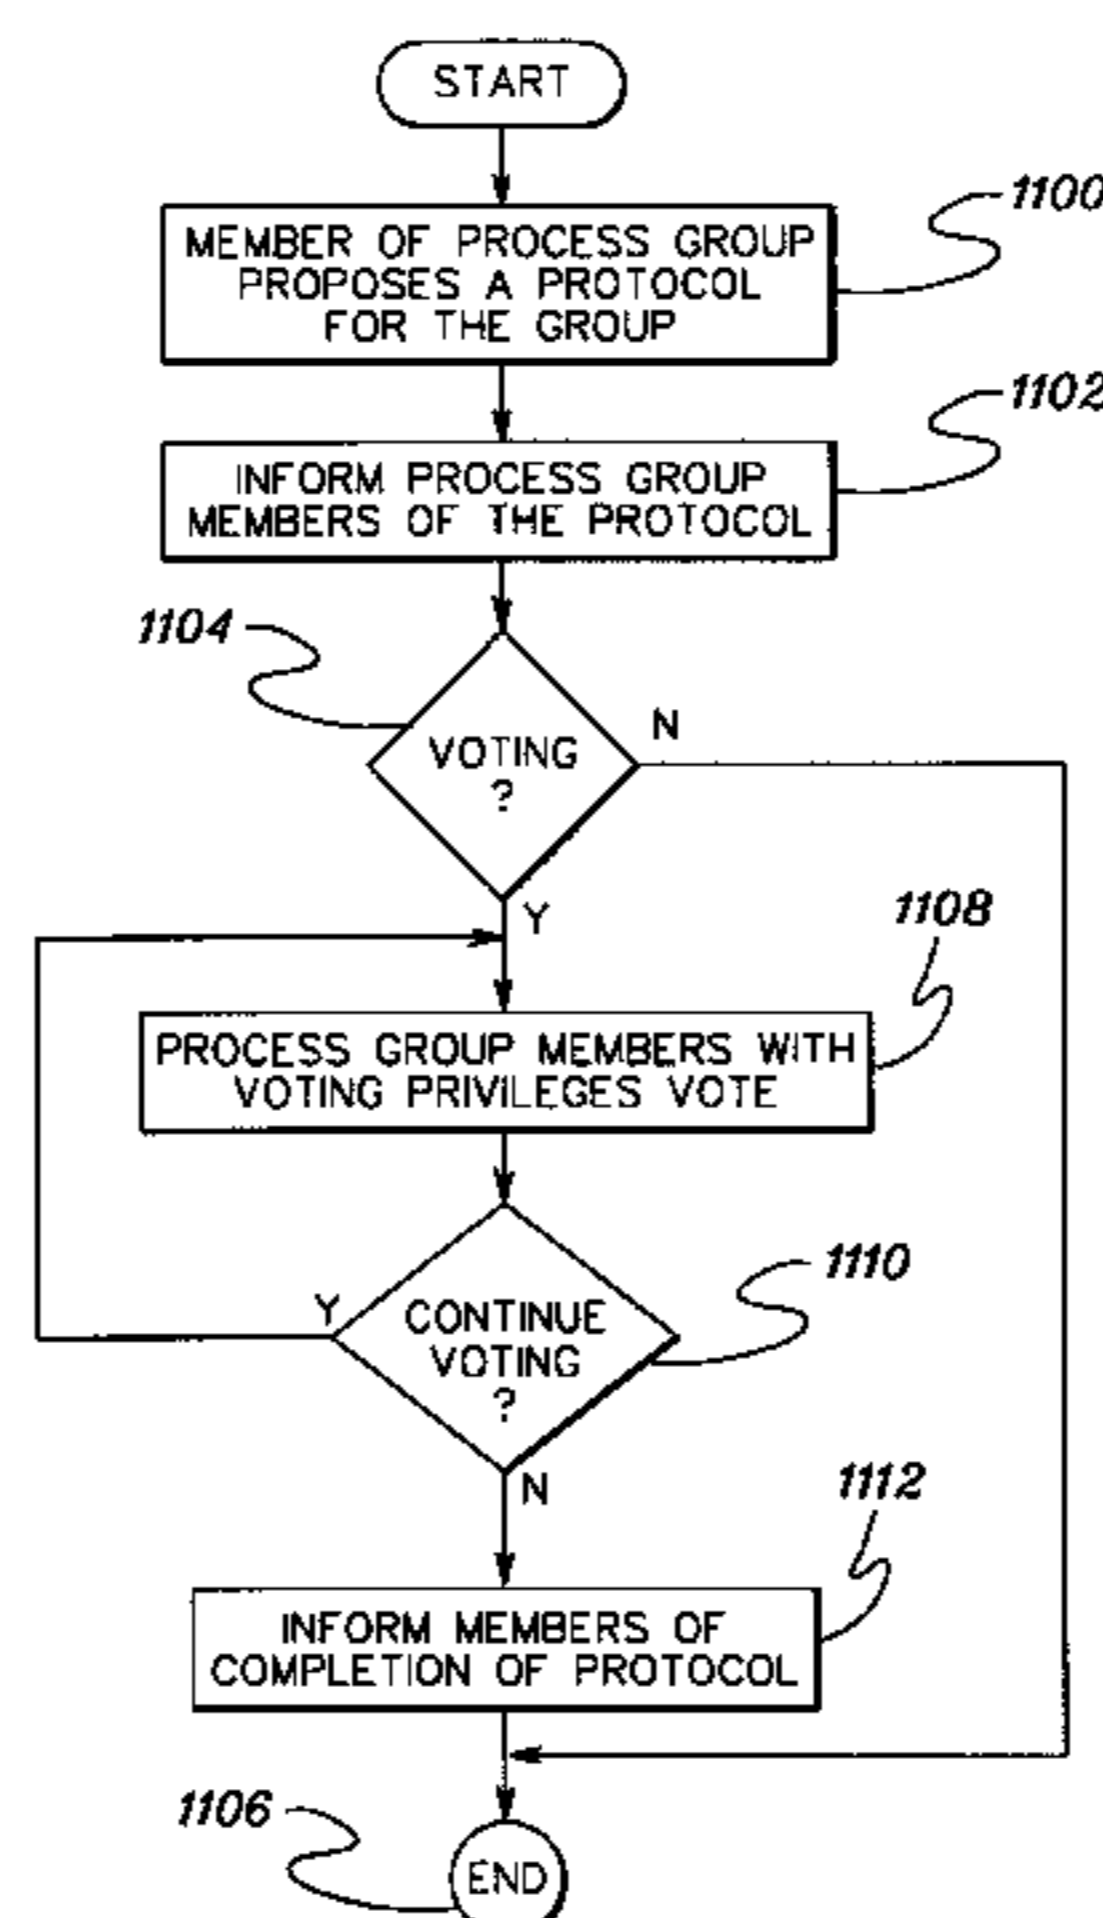 START
1100
MEMBER OF PROCESS GROUP
PROPOSES A PROTOCOL
FOR THE GROUP
1102
INFORM PROCESS GROUP
MEMBERS OF THE PROTOCOL
1104
N
VOTING
?
Y
1108
PROCESS GROUP MEMBERS WITH
VOTING PRIVILEGES VOTE
1110
Y
CONTINUE
VOTING
?
N
1112
INFORM MEMBERS OF
COMPLETION OF PROTOCOL
1106
END